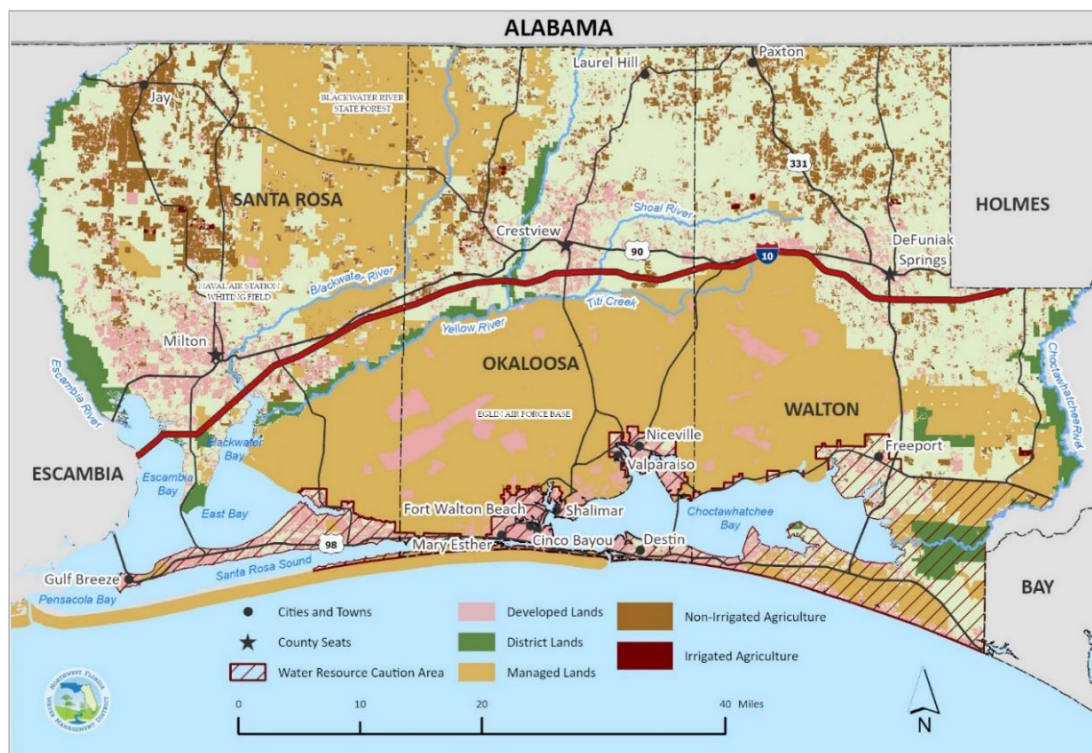 ALABAMA
Paxton
Laurel Hill
Jay
BLACKWATER RIVER
STATE FOREST
331
SANTA ROSA
HOLMES
Shoal River
Crestview
90
DeFuniak
Springs
10
Blackwater River
NAVAL AIR STATION
WHITING FIELD
Titi Creek
Yellow River
Milton
Escambia River
Choctawhatchee River
OKALOOSA
EGLIN AIR FORCE BASE
WALTON
Niceville
Freeport
Blackwater
Bay
Valparaiso
ESCAMBIA
Escambia
Bay
East Bay
Fort Walton Beach
Shalimar
Choctawhatchee
Bay
98
Mary Esther
Cinco Bayou
Destin
Gulf Breeze
Santa Rosa Sound
BAY
Pensacola Bay
Cities and Towns
Developed Lands
Non-Irrigated Agriculture
County Seats
District Lands
Irrigated Agriculture
Water Resource Caution Area
Managed Lands
NORTHWEST FLORIDA
WATER MANAGEMENT DISTRICT
0 20 40 Miles
N